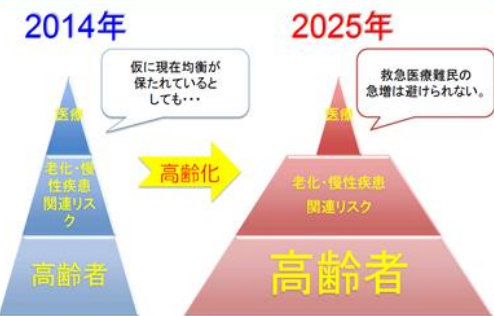 2014年
2025年
仮に現在均衡が
保たれていると
しても・・・
救急医療難民の
急増は避けられない。
医療
老化・慢
性疾患
関連リス
ク
高齢者
高齢化
医療
老化・慢性疾患
関連リスク
高齢者